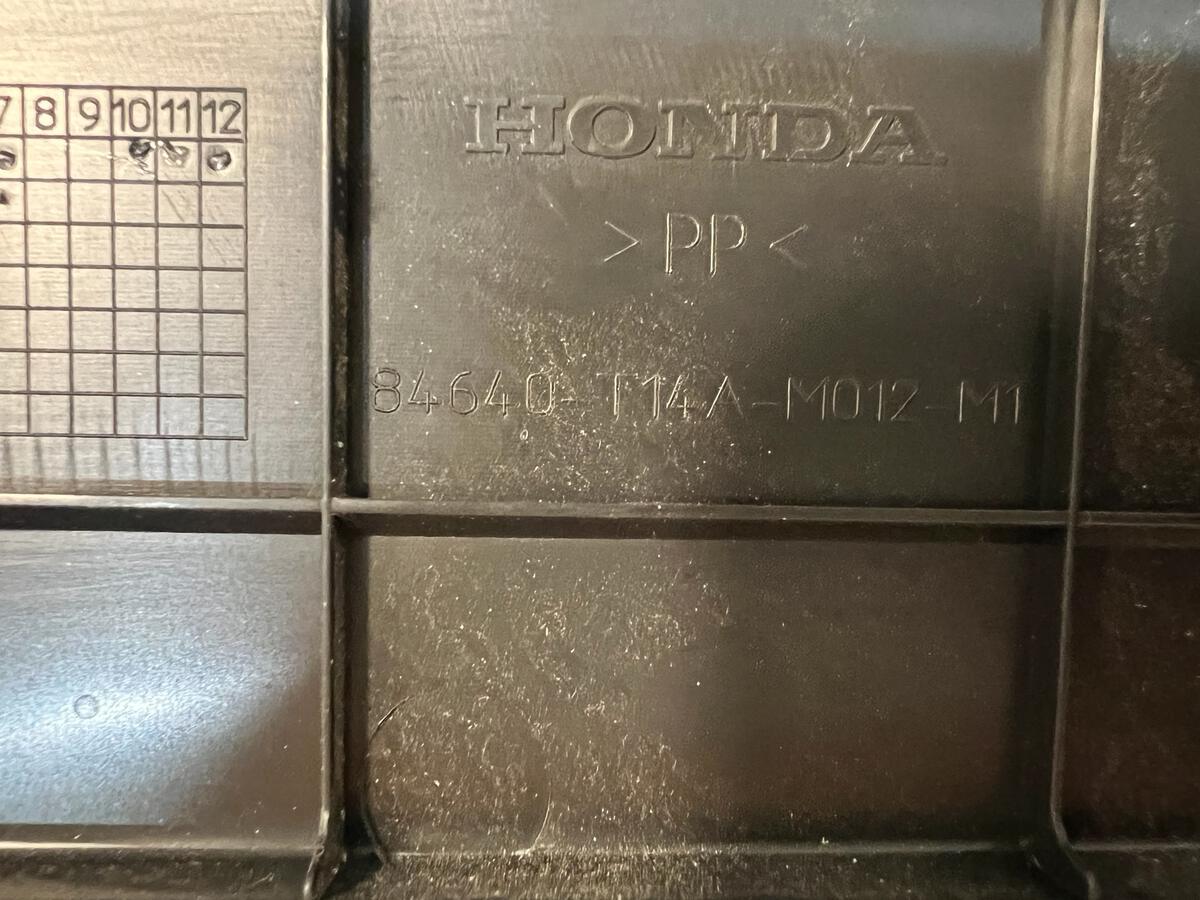 7 8 9 10 11 12
HONDA
>PP<
84640-T14A-M012-M1